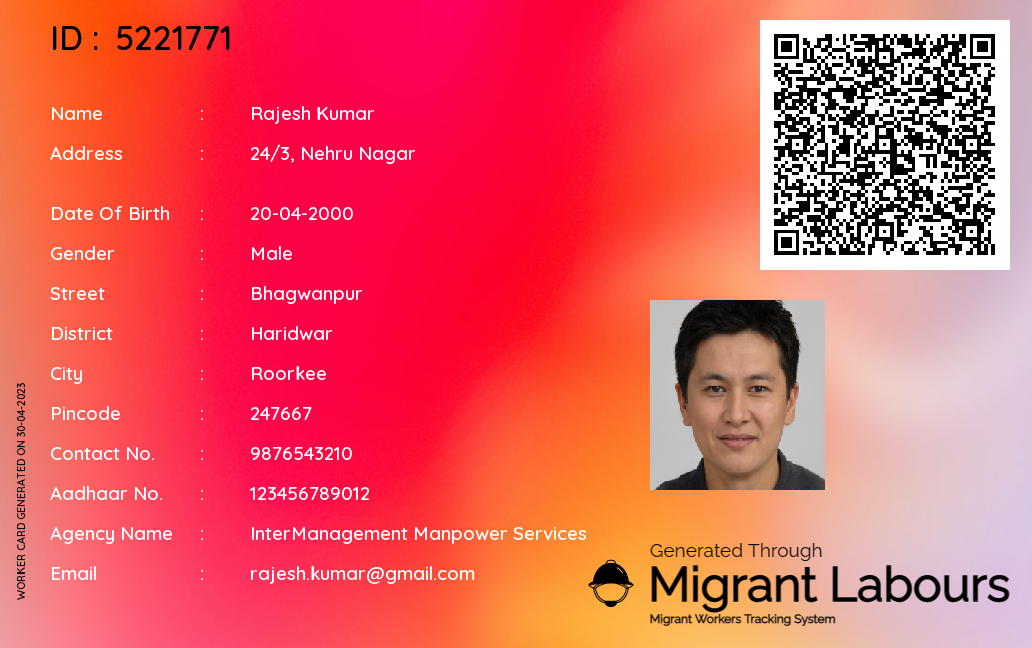 ID : 5221771
Name : Rajesh Kumar
Address : 24/3, Nehru Nagar
Date Of Birth : 20-04-2000
Gender : Male
Street : Bhagwanpur
District : Haridwar
City : Roorkee
Pincode : 247667
Contact No. : 9876543210
Aadhaar No. : 123456789012
Agency Name : InterManagement Manpower Services
Email : rajesh.kumar@gmail.com
WORKER CARD GENERATED ON 30-04-2023
Generated Through
Migrant Labours
Migrant Workers Tracking System